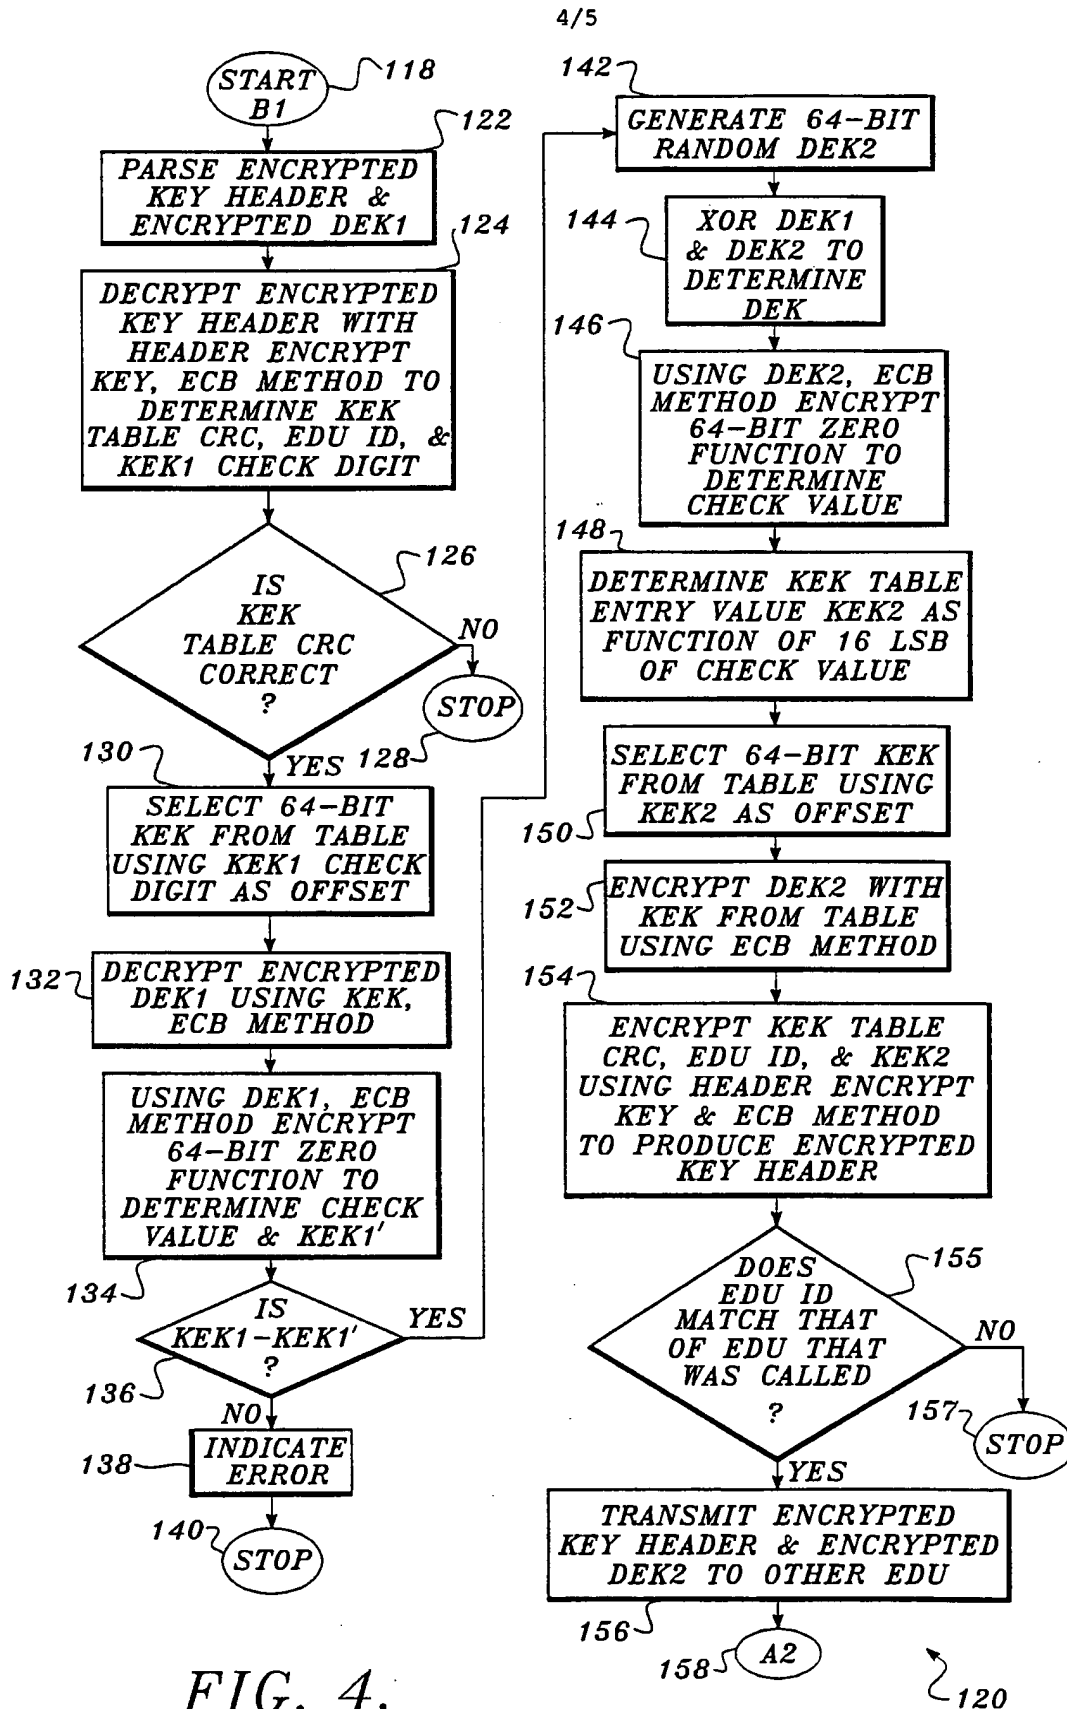 4/5
START
B1
118
122
PARSE ENCRYPTED
KEY HEADER &
ENCRYPTED DEK1
124
DECRYPT ENCRYPTED
KEY HEADER WITH
HEADER ENCRYPT
KEY, ECB METHOD TO
DETERMINE KEK
TABLE CRC, EDU ID, &
KEK1 CHECK DIGIT
126
IS
KEK
TABLE CRC
CORRECT
?
NO
STOP
128
YES
130
SELECT 64-BIT
KEK FROM TABLE
USING KEK1 CHECK
DIGIT AS OFFSET
132
DECRYPT ENCRYPTED
DEK1 USING KEK,
ECB METHOD
USING DEK1, ECB
METHOD ENCRYPT
64-BIT ZERO
FUNCTION TO
DETERMINE CHECK
VALUE & KEK1'
134
IS
KEK1-KEK1'
?
YES
136
NO
138
INDICATE
ERROR
140
STOP
142
GENERATE 64-BIT
RANDOM DEK2
144
XOR DEK1
& DEK2 TO
DETERMINE
DEK
146
USING DEK2, ECB
METHOD ENCRYPT
64-BIT ZERO
FUNCTION TO
DETERMINE
CHECK VALUE
148
DETERMINE KEK TABLE
ENTRY VALUE KEK2 AS
FUNCTION OF 16 LSB
OF CHECK VALUE
SELECT 64-BIT KEK
FROM TABLE USING
KEK2 AS OFFSET
150
ENCRYPT DEK2 WITH
KEK FROM TABLE
USING ECB METHOD
152
154
ENCRYPT KEK TABLE
CRC, EDU ID, & KEK2
USING HEADER ENCRYPT
KEY & ECB METHOD
TO PRODUCE ENCRYPTED
KEY HEADER
155
DOES
EDU ID
MATCH THAT
OF EDU THAT
WAS CALLED
?
NO
157
STOP
YES
TRANSMIT ENCRYPTED
KEY HEADER & ENCRYPTED
DEK2 TO OTHER EDU
156
A2
158
120
FIG. 4.